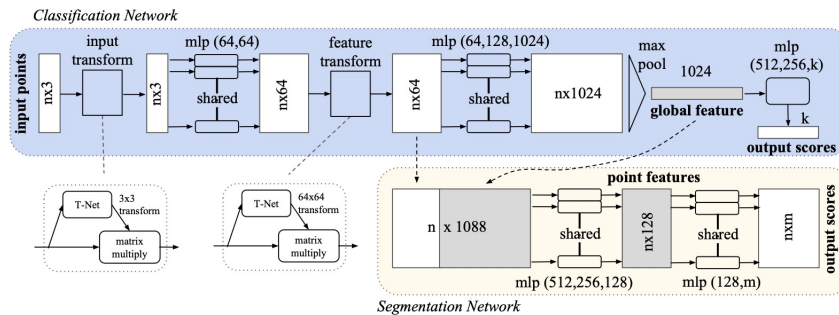 Classification Network
input points
nx3
input
transform
nx3
mlp (64,64)
shared
nx64
feature
transform
nx64
mlp (64,128,1024)
shared
nx1024
max
pool
1024
global feature
mlp
(512,256,k)
k
output scores
T-Net
3x3
transform
matrix
multiply
T-Net
64x64
transform
matrix
multiply
point features
n x 1088
shared
mlp (512,256,128)
nx128
shared
mlp (128,m)
nxm
output scores
Segmentation Network